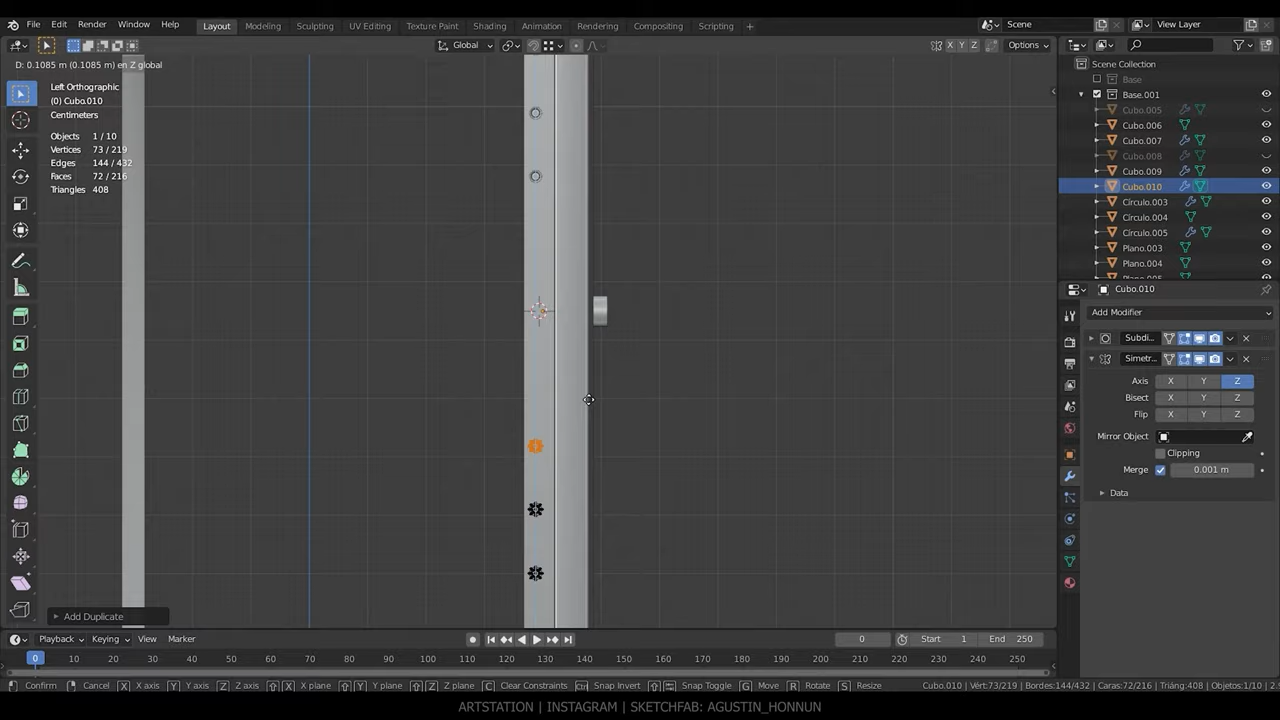 File Edit Render Window Help
Layout Modeling Sculpting UV Editing Texture Paint Shading Animation Rendering Compositing Scripting +
Scene
View Layer
Global
X Y Z
Options
D: 0.1085 m (0.1085 m) en Z global
Left Orthographic
(0) Cubo.010
Centimeters
Objects 1 / 10
Vertices 73 / 219
Edges 144 / 432
Faces 72 / 216
Triangles 408
Add Duplicate
Scene Collection
Base
Base.001
Cubo.005
Cubo.006
Cubo.007
Cubo.008
Cubo.009
Cubo.010
Círculo.003
Círculo.004
Círculo.005
Plano.003
Plano.004
Cubo.010
Add Modifier
Subdi...
Simetr...
Axis X Y Z
Bisect X Y Z
Flip X Y Z
Mirror Object
Clipping
Merge 0.001 m
Data
Playback Keying View Marker
0 Start 1 End 250
0 10 20 30 40 50 60 70 80 90 100 110 120 130 140 150 160 170 180 190 200 210 220 230 240 250
Confirm Cancel X X axis Y Y axis Z Z axis X X plane Y Y plane Z Z plane C Clear Constraints Ctrl Snap Invert Snap Toggle G Move R Rotate S Resize
Cubo.010 | Vért:73/219 | Bordes:144/432 | Caras:72/216 | Triáng:408 | Objetos:1/10 | 2.9
ARTSTATION | INSTAGRAM | SKETCHFAB: AGUSTIN_HONNUN